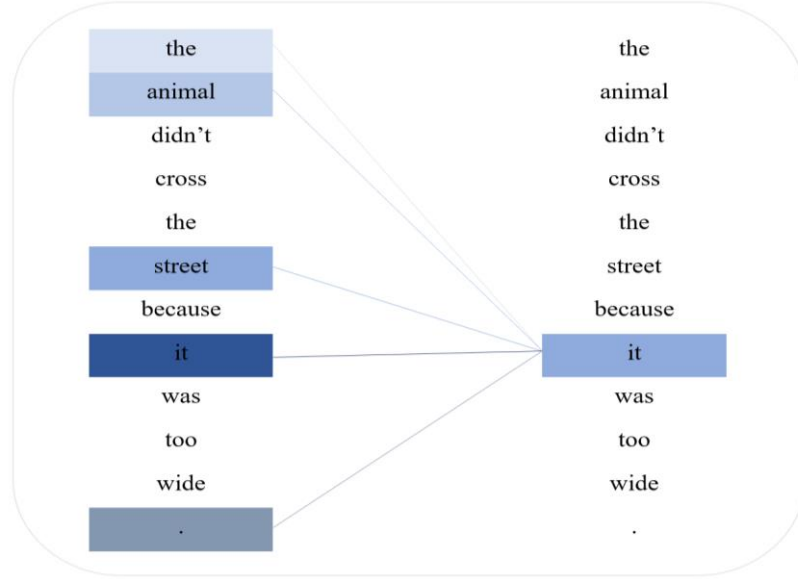 the
animal
didn't
cross
the
street
because
it
was
too
wide
.
the
animal
didn't
cross
the
street
because
it
was
too
wide
.